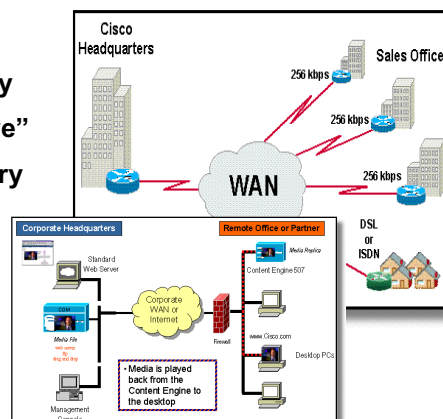 Cisco
Headquarters
y
256 kbps
Sales Office
ve”
256 kbps
ry
256 kbps
WAN
DSL
or
ISDN
Corporate Headquarters
Remote Office or Partner
Standard
Web Server
Media Replica
Content Engine 507
CDM
Corporate
WAN or
Internet
Media File
Firewall
www.Cisco.com
Desktop PCs
• Media is played
back from the
Content Engine to
the desktop
Management